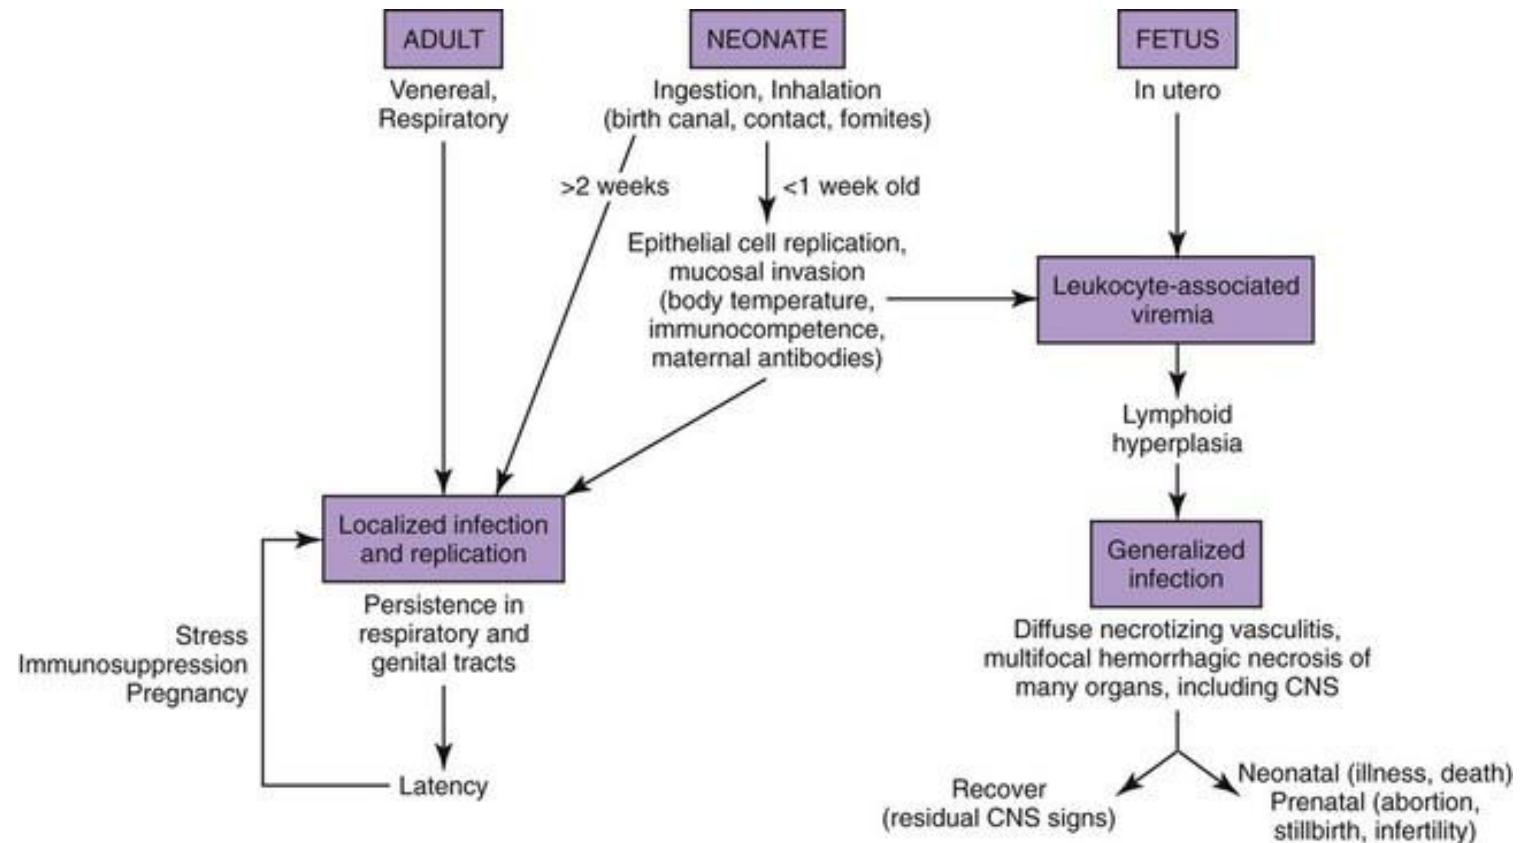 ADULT
Venereal,
Respiratory
NEONATE
Ingestion, Inhalation
(birth canal, contact, fomites)
>2 weeks
<1 week old
Epithelial cell replication,
mucosal invasion
(body temperature,
immunocompetence,
maternal antibodies)
FETUS
In utero
Leukocyte-associated
viremia
Lymphoid
hyperplasia
Localized infection
and replication
Persistence in
respiratory and
genital tracts
Stress
Immunosuppression
Pregnancy
Latency
Generalized
infection
Diffuse necrotizing vasculitis,
multifocal hemorrhagic necrosis of
many organs, including CNS
Recover
(residual CNS signs)
Neonatal (illness, death)
Prenatal (abortion,
stillbirth, infertility)